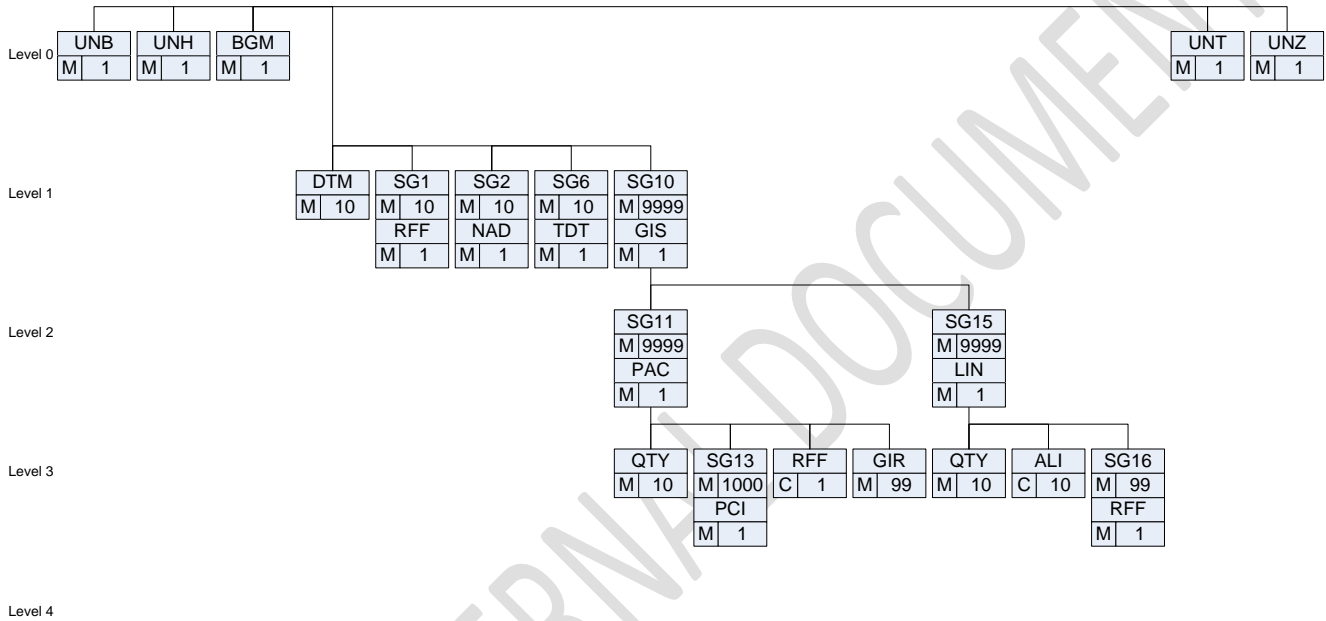 Level 0
UNB UNH BGM UNT UNZ
M 1 M 1 M 1 M 1 M 1
Level 1
DTM SG1 SG2 SG6 SG10
M 10 M 10 M 10 M 10 M 9999
RFF NAD TDT GIS
M 1 M 1 M 1 M 1
Level 2
SG11 SG15
M 9999 M 9999
PAC LIN
M 1 M 1
Level 3
QTY SG13 RFF GIR QTY ALI SG16
M 10 M 1000 C 1 M 99 M 10 C 10 M 99
PCI RFF
M 1 M 1
Level 4
ERNAL DOCUMENT